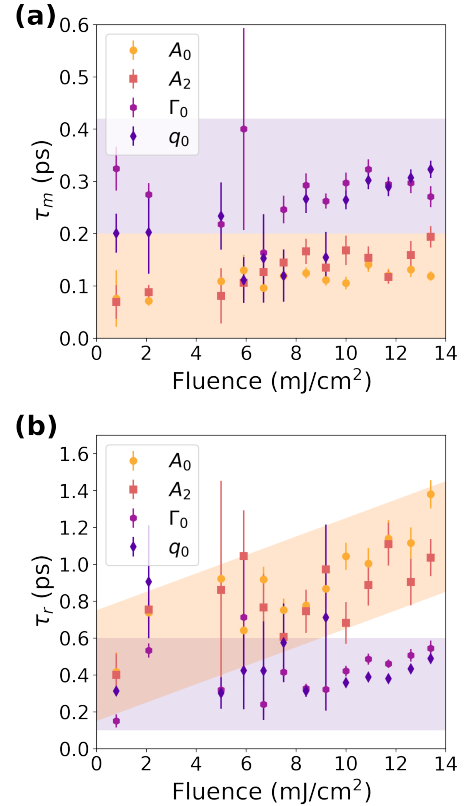 (a)
0.6
0.5
0.4
0.3
0.2
0.1
0.0
τm (ps)
A0
A2
Γ0
q0
0 2 4 6 8 10 12 14
Fluence (mJ/cm²)
(b)
1.6
1.4
1.2
1.0
0.8
0.6
0.4
0.2
0.0
τr (ps)
A0
A2
Γ0
q0
0 2 4 6 8 10 12 14
Fluence (mJ/cm²)